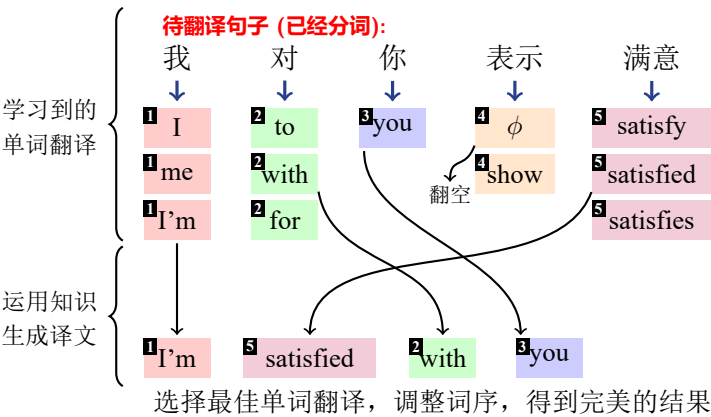 待翻译句子 (已经分词):
我 对 你 表示 满意
学习到的
单词翻译
1 I 2 to 3 you 4 ϕ 5 satisfy
1 me 2 with 4 show 5 satisfied
翻空
1 I'm 2 for 5 satisfies
运用知识
生成译文
1 I'm 5 satisfied 2 with 3 you
选择最佳单词翻译，调整词序，得到完美的结果